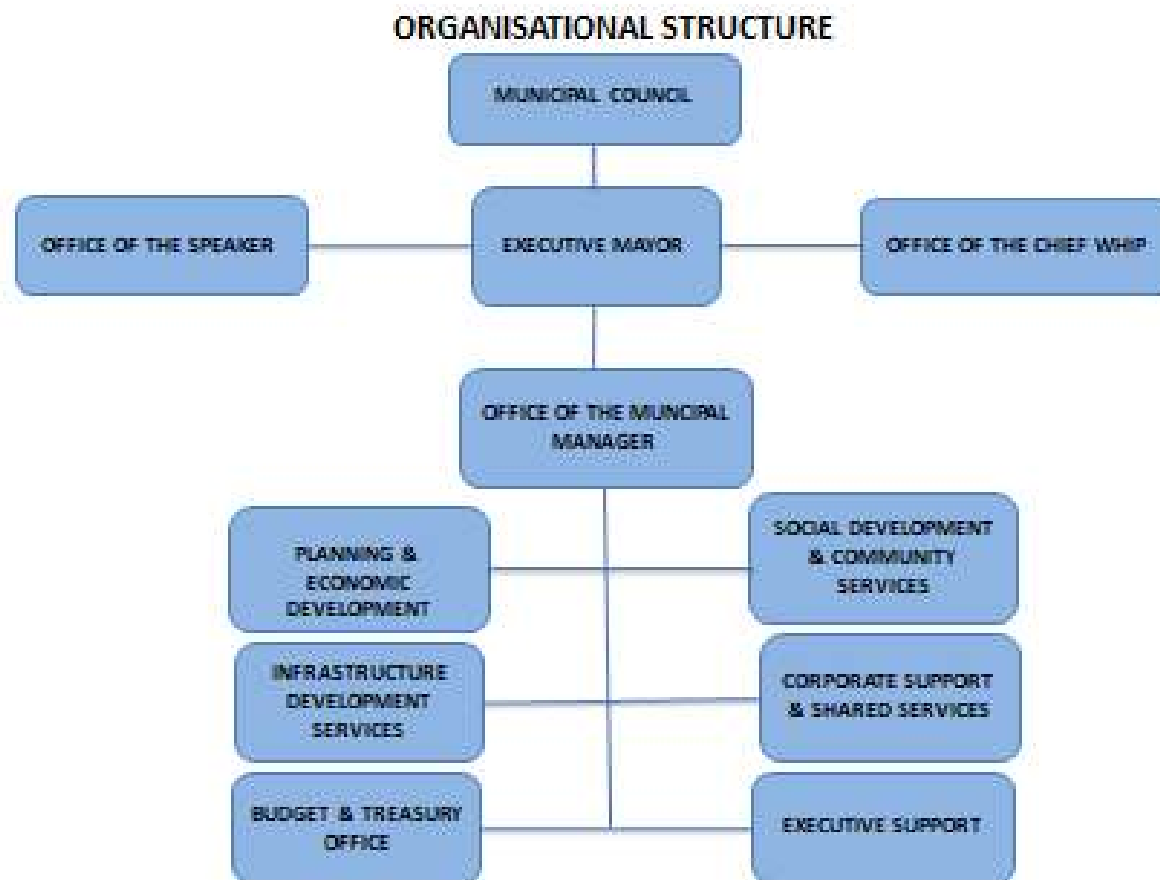 ORGANISATIONAL STRUCTURE
MUNICIPAL COUNCIL
OFFICE OF THE SPEAKER
EXECUTIVE MAYOR
OFFICE OF THE CHIEF WHIP
OFFICE OF THE MUNCIPAL
MANAGER
PLANNING &
ECONOMIC
DEVELOPMENT
SOCIAL DEVELOPMENT
& COMMUNITY
SERVICES
INFRASTRUCTURE
DEVELOPMENT
SERVICES
CORPORATE SUPPORT
& SHARED SERVICES
BUDGET & TREASURY
OFFICE
EXECUTIVE SUPPORT